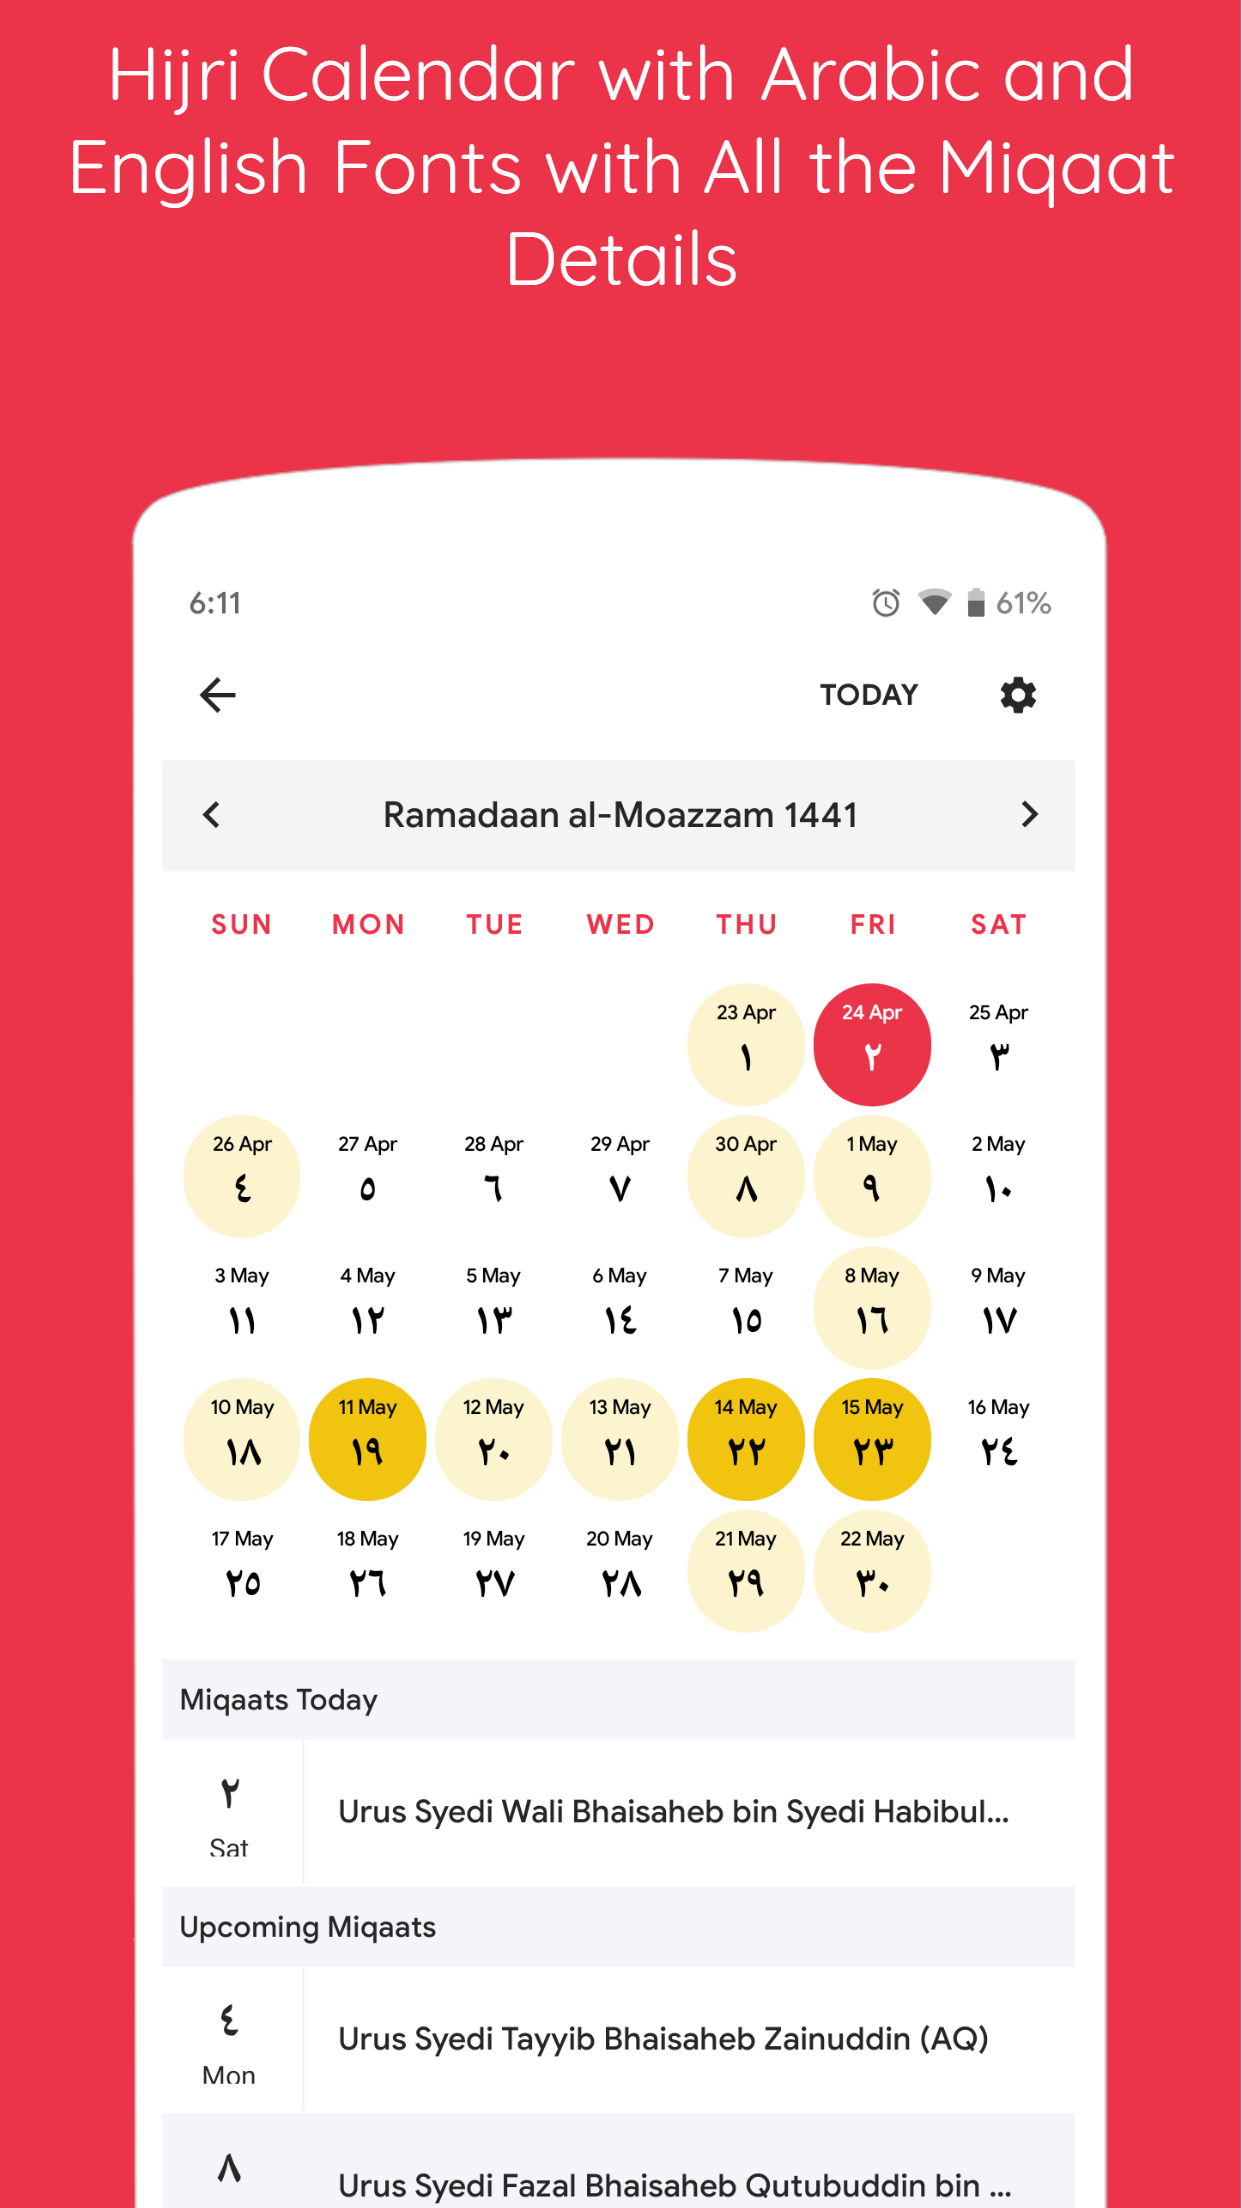 Hijri Calendar with Arabic and
English Fonts with All the Miqaat
Details
6:11 61%
TODAY
Ramadaan al-Moazzam 1441
SUN MON TUE WED THU FRI SAT
23 Apr 24 Apr 25 Apr
١ ٢ ٣
26 Apr 27 Apr 28 Apr 29 Apr 30 Apr 1 May 2 May
٤ ٥ ٦ ٧ ٨ ٩ ١٠
3 May 4 May 5 May 6 May 7 May 8 May 9 May
١١ ١٢ ١٣ ١٤ ١٥ ١٦ ١٧
10 May 11 May 12 May 13 May 14 May 15 May 16 May
١٨ ١٩ ٢٠ ٢١ ٢٢ ٢٣ ٢٤
17 May 18 May 19 May 20 May 21 May 22 May
٢٥ ٢٦ ٢٧ ٢٨ ٢٩ ٣٠
Miqaats Today
٢
Sat
Urus Syedi Wali Bhaisaheb bin Syedi Habibul...
Upcoming Miqaats
٤
Mon
Urus Syedi Tayyib Bhaisaheb Zainuddin (AQ)
٨
Urus Syedi Fazal Bhaisaheb Qutubuddin bin ...